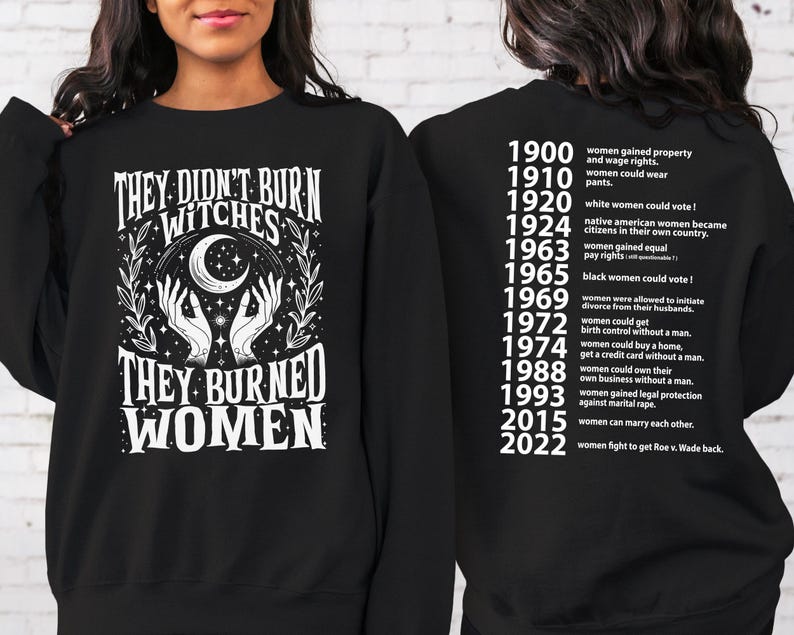 THEY DIDN'T BURN
WITCHES
THEY BURNED
WOMEN
1900 women gained property
and wage rights.
1910 women could wear
pants.
1920 white women could vote !
1924 native american women became
citizens in their own country.
1963 women gained equal
pay rights ( still questionable ? )
1965 black women could vote !
1969 women were allowed to initiate
divorce from their husbands.
1972 women could get
birth control without a man.
1974 women could buy a home,
get a credit card without a man.
1988 women could own their
own business without a man.
1993 women gained legal protection
against marital rape.
2015 women can marry each other.
2022 women fight to get Roe v. Wade back.